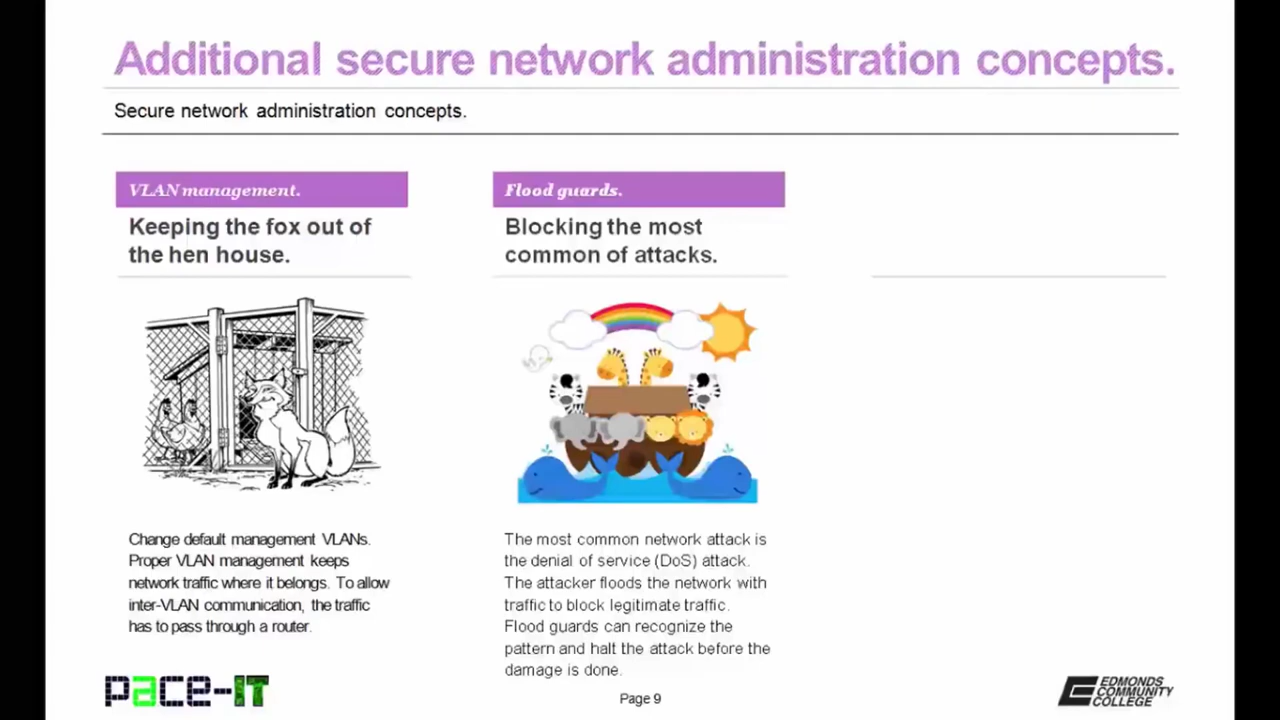 Additional secure network administration concepts.
Secure network administration concepts.
VLAN management.
Keeping the fox out of
the hen house.
Change default management VLANs.
Proper VLAN management keeps
network traffic where it belongs. To allow
inter-VLAN communication, the traffic
has to pass through a router.
Flood guards.
Blocking the most
common of attacks.
The most common network attack is
the denial of service (DoS) attack.
The attacker floods the network with
traffic to block legitimate traffic.
Flood guards can recognize the
pattern and halt the attack before the
damage is done.
pace-IT
Page 9
EDMONDS
COMMUNITY
COLLEGE